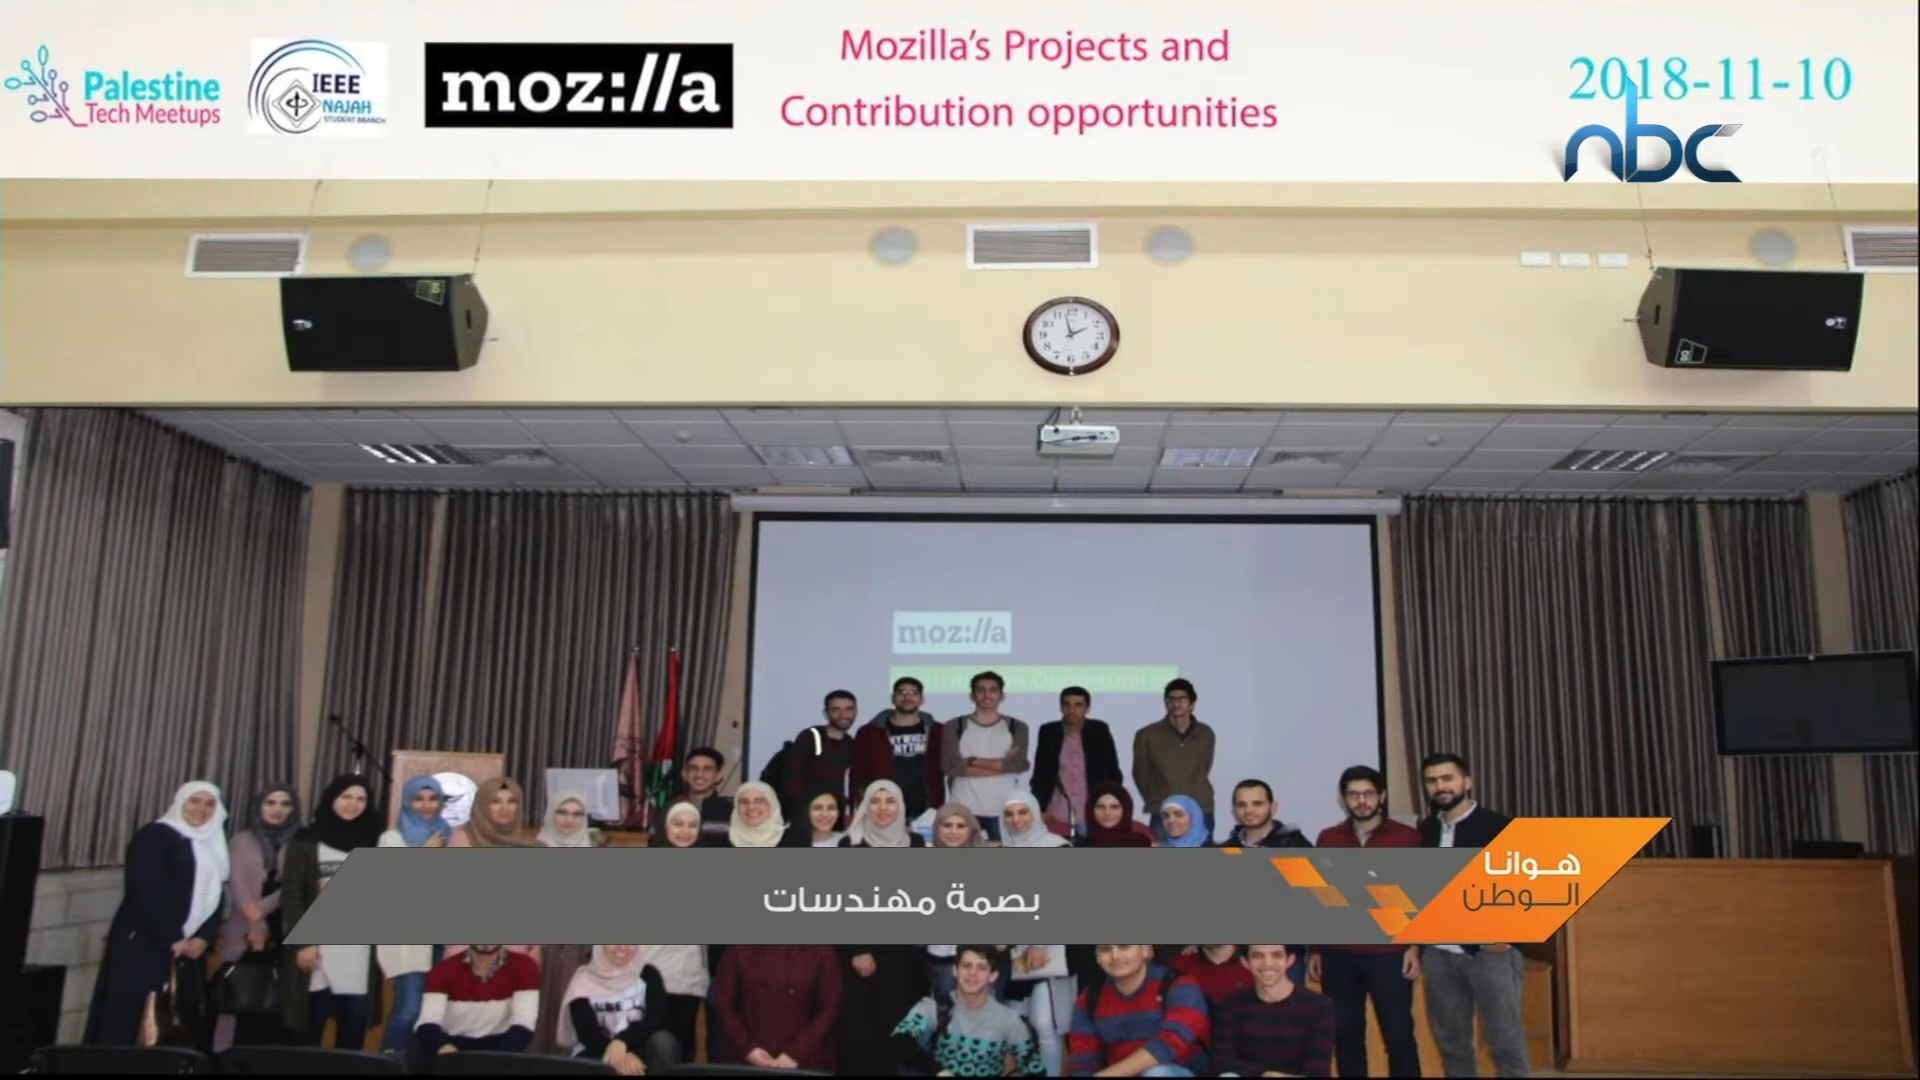 Palestine
Tech Meetups
IEEE
NAJAH
STUDENT BRANCH
moz://a
Mozilla's Projects and
Contribution opportunities
2018-11-10
nbc
moz://a
هوانا
الوطن
بصمة مهندسات